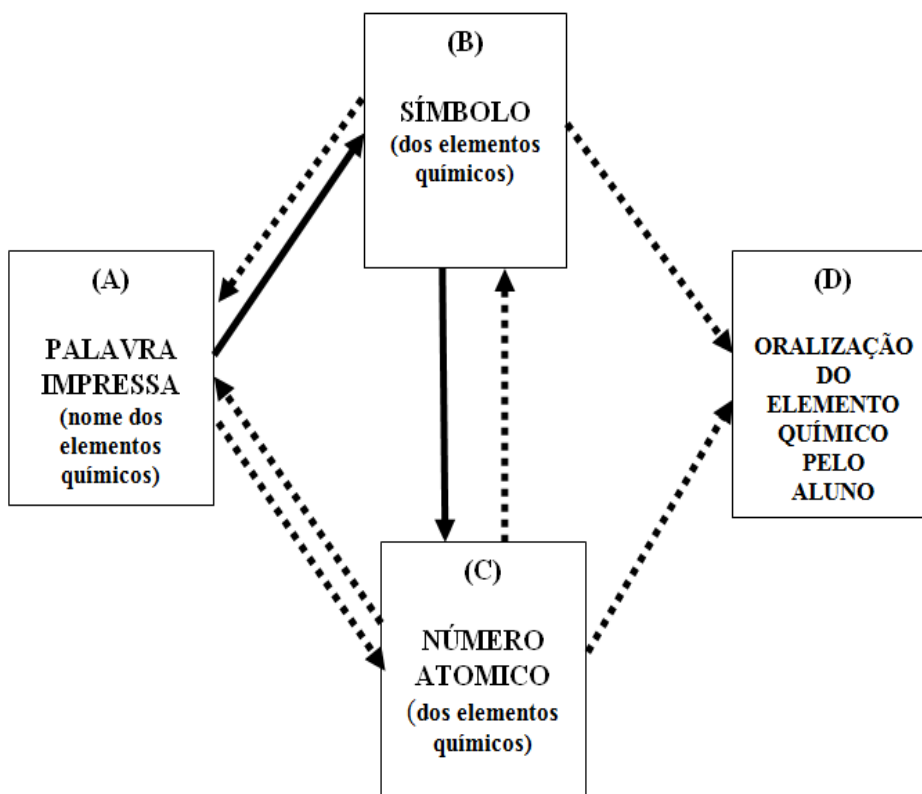 (B)
SÍMBOLO
(dos elementos
químicos)
(A)
PALAVRA
IMPRESSA
(nome dos
elementos
químicos)
(D)
ORALIZAÇÃO
DO
ELEMENTO
QUÍMICO
PELO
ALUNO
(C)
NÚMERO
ATOMICO
(dos elementos
químicos)